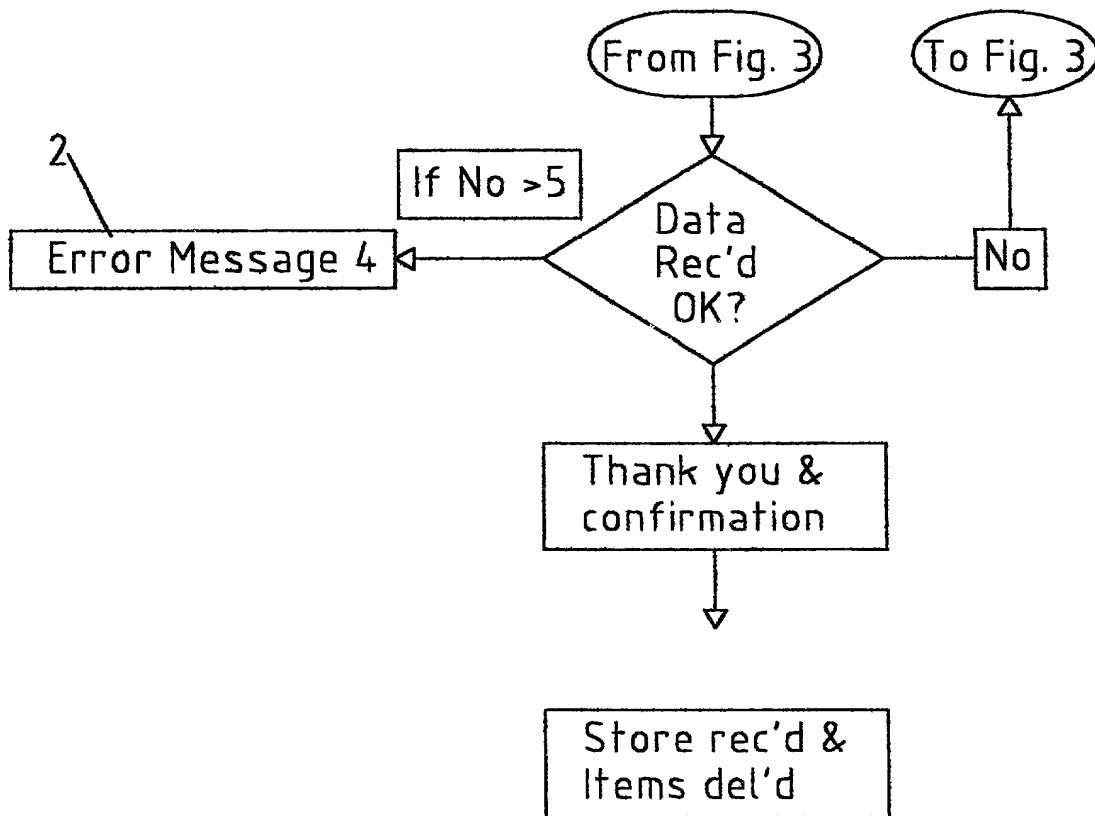 From Fig. 3
To Fig. 3
2
If No >5
Data
Rec'd
OK?
Error Message 4
No
Thank you &
confirmation
Store rec'd &
Items del'd